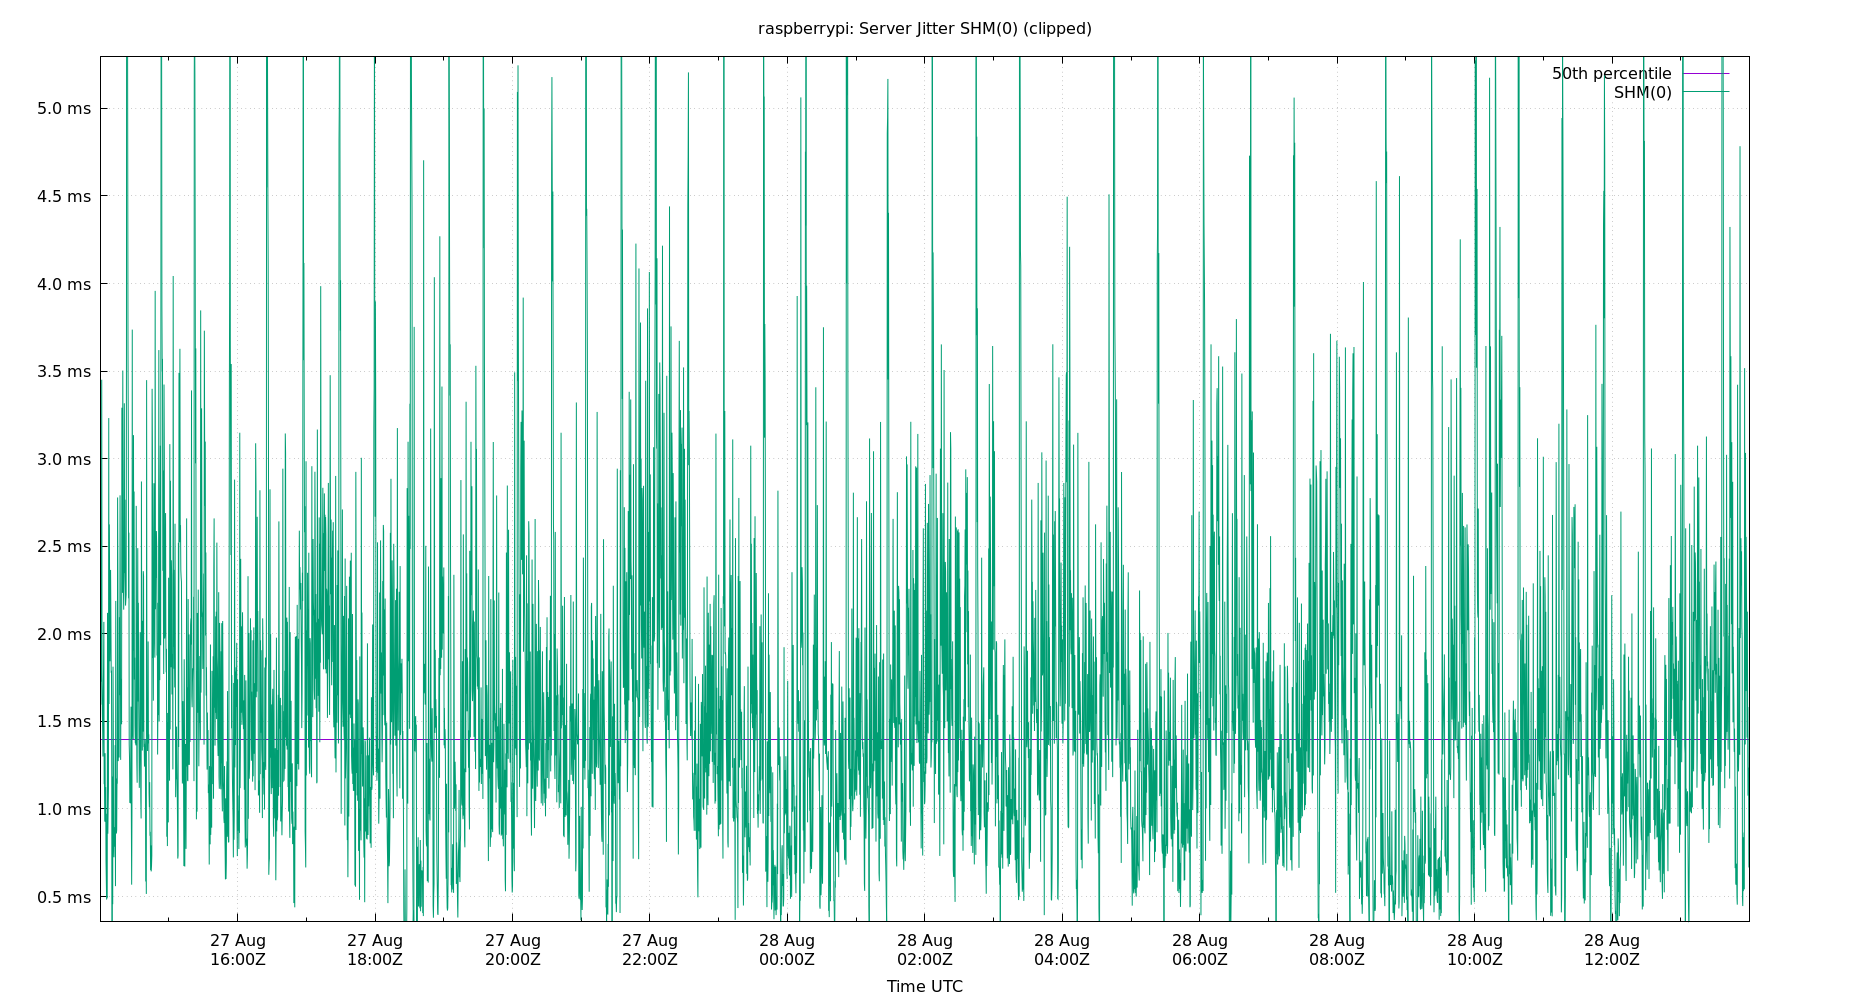 raspberrypi: Server Jitter SHM(0) (clipped)
50th percentile
SHM(0)
5.0 ms
4.5 ms
4.0 ms
3.5 ms
3.0 ms
2.5 ms
2.0 ms
1.5 ms
1.0 ms
0.5 ms
27 Aug 27 Aug 27 Aug 27 Aug 28 Aug 28 Aug 28 Aug 28 Aug 28 Aug 28 Aug 28 Aug
16:00Z 18:00Z 20:00Z 22:00Z 00:00Z 02:00Z 04:00Z 06:00Z 08:00Z 10:00Z 12:00Z
Time UTC